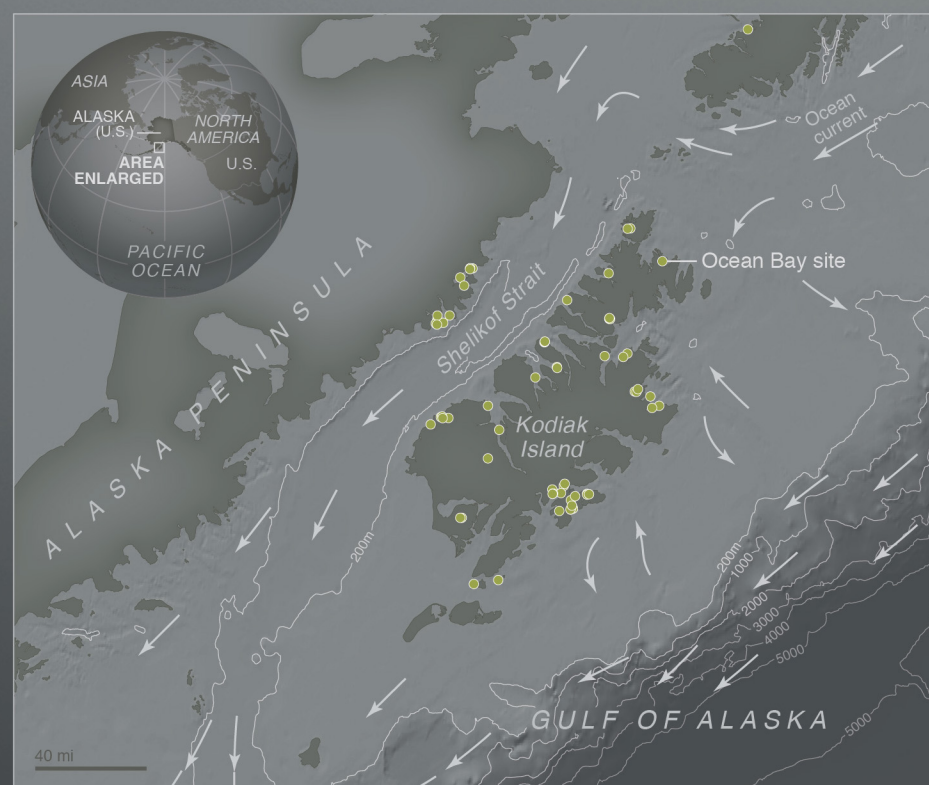 ASIA
ALASKA
(U.S.)
NORTH
AMERICA
U.S.
AREA
ENLARGED
PACIFIC
OCEAN
Ocean
current
Ocean Bay site
ALASKA PENINSULA
Shelikof Strait
Kodiak
Island
200m
200m
1000
2000
3000
4000
5000
5000
GULF OF ALASKA
40 mi